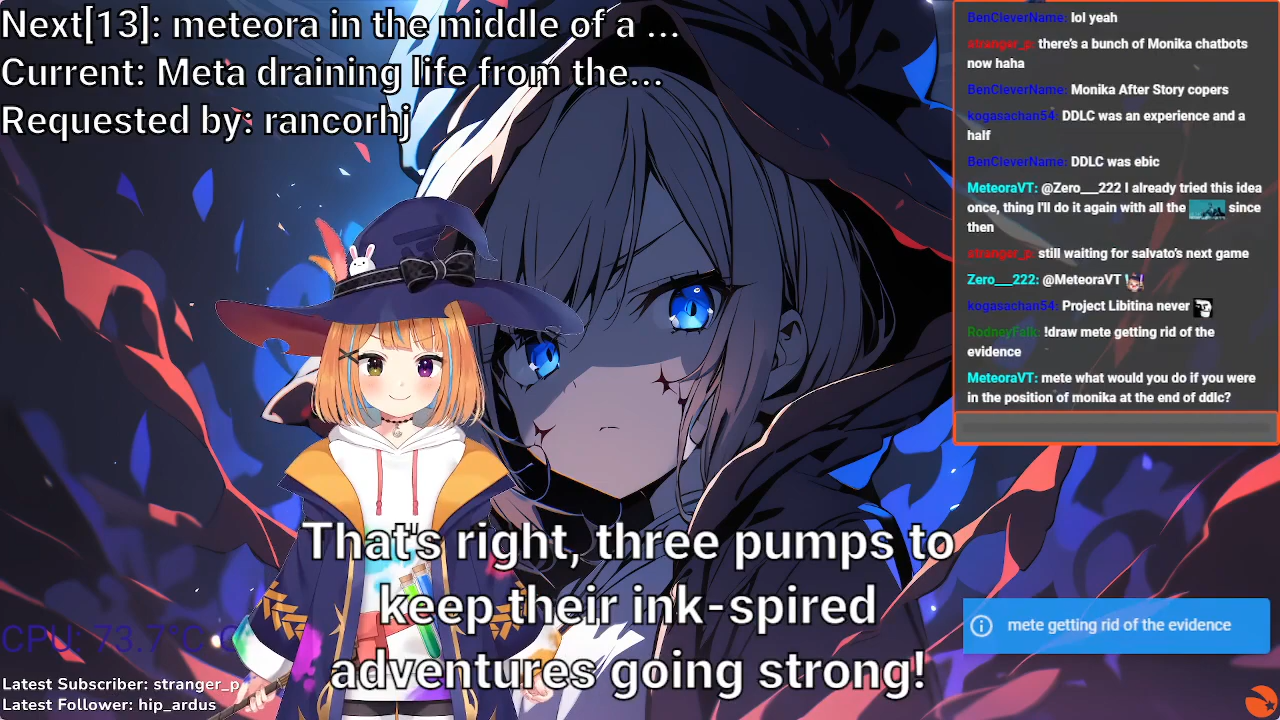 Next[13]: meteora in the middle of a ...
Current: Meta draining life from the...
Requested by: rancorhj
BenCleverName: lol yeah
stranger_p: there's a bunch of Monika chatbots
now haha
BenCleverName: Monika After Story copers
kogasachan54: DDLC was an experience and a
half
BenCleverName: DDLC was ebic
MeteoraVT: @Zero___222 I already tried this idea
once, thing I'll do it again with all the since
then
stranger_p: still waiting for salvato's next game
Zero___222: @MeteoraVT
kogasachan54: Project Libitina never
RodneyFalk: !draw mete getting rid of the
evidence
MeteoraVT: mete what would you do if you were
in the position of monika at the end of ddlc?
That's right, three pumps to
keep their ink-spired
adventures going strong!
mete getting rid of the evidence
CPU: 73.7°C
Latest Subscriber: stranger_p
Latest Follower: hip_ardus